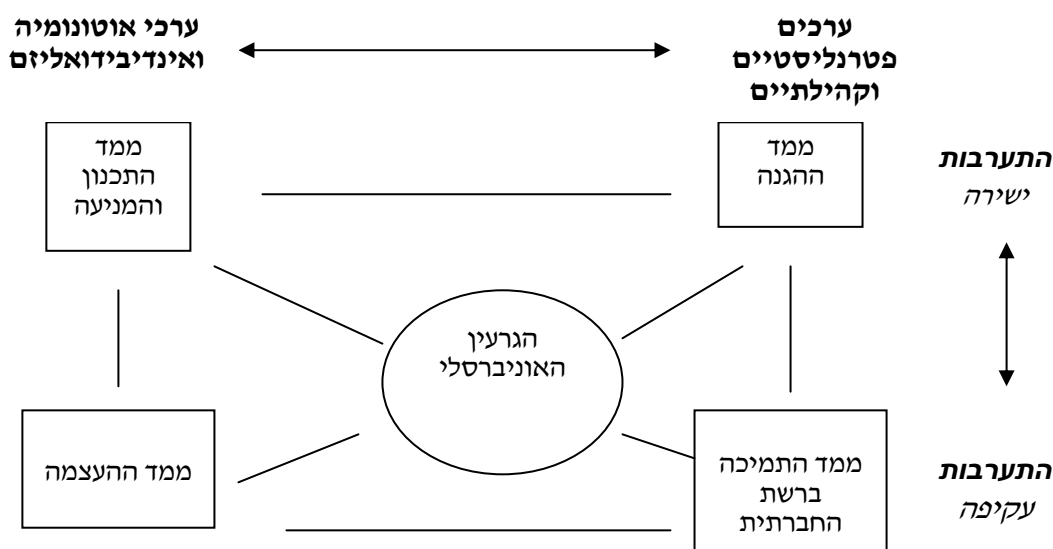 ערכים
פטרנליסטיים
וקהילתיים
ערכי אוטונומיה
ואינדיבידואליזם
התערבות
ישירה
ממד
ההגנה
ממד
התכנון
והמניעה
הגרעין
האוניברסלי
התערבות
עקיפה
ממד התמיכה
ברשת
החברתית
ממד ההעצמה